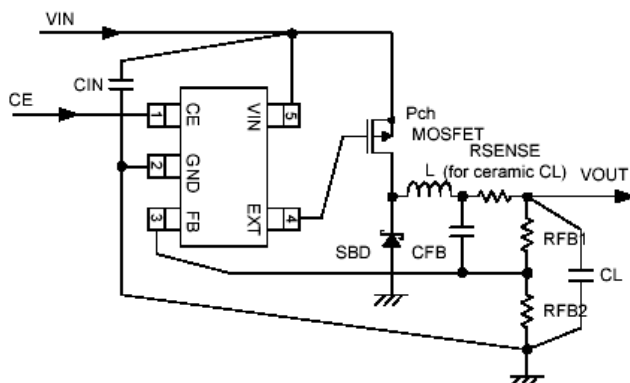 VIN
CIN
CE
Pch
MOSFET
1
CE
VIN
5
2
GND
3
FB
EXT
4
RSENSE
L (for ceramic CL)
VOUT
SBD
CFB
RFB1
CL
RFB2